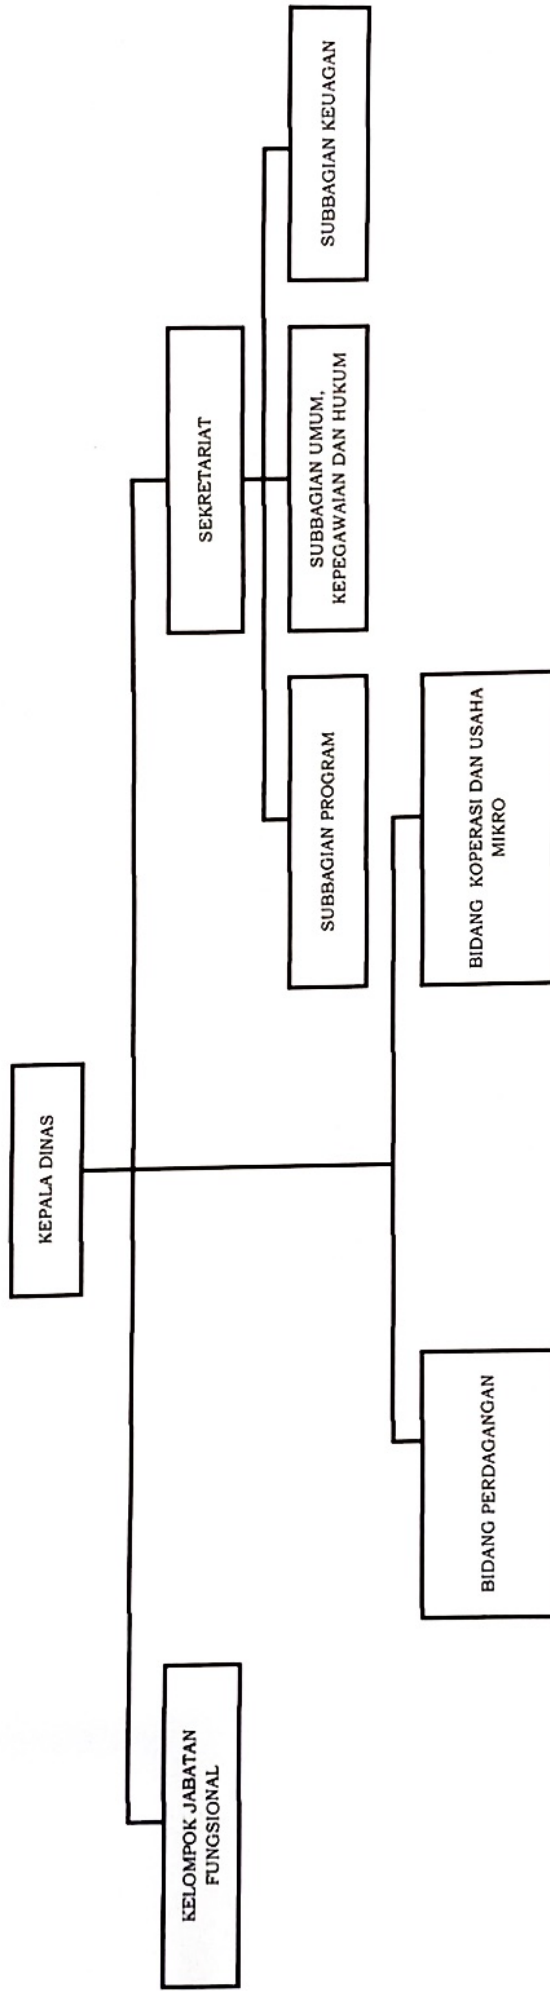 KEPALA DINAS
KELOMPOK JABATAN
FUNGSIONAL
SEKRETARIAT
SUBBAGIAN PROGRAM
SUBBAGIAN UMUM,
KEPEGAWAIAN DAN HUKUM
SUBBAGIAN KEUAGAN
BIDANG PERDAGANGAN
BIDANG KOPERASI DAN USAHA
MIKRO